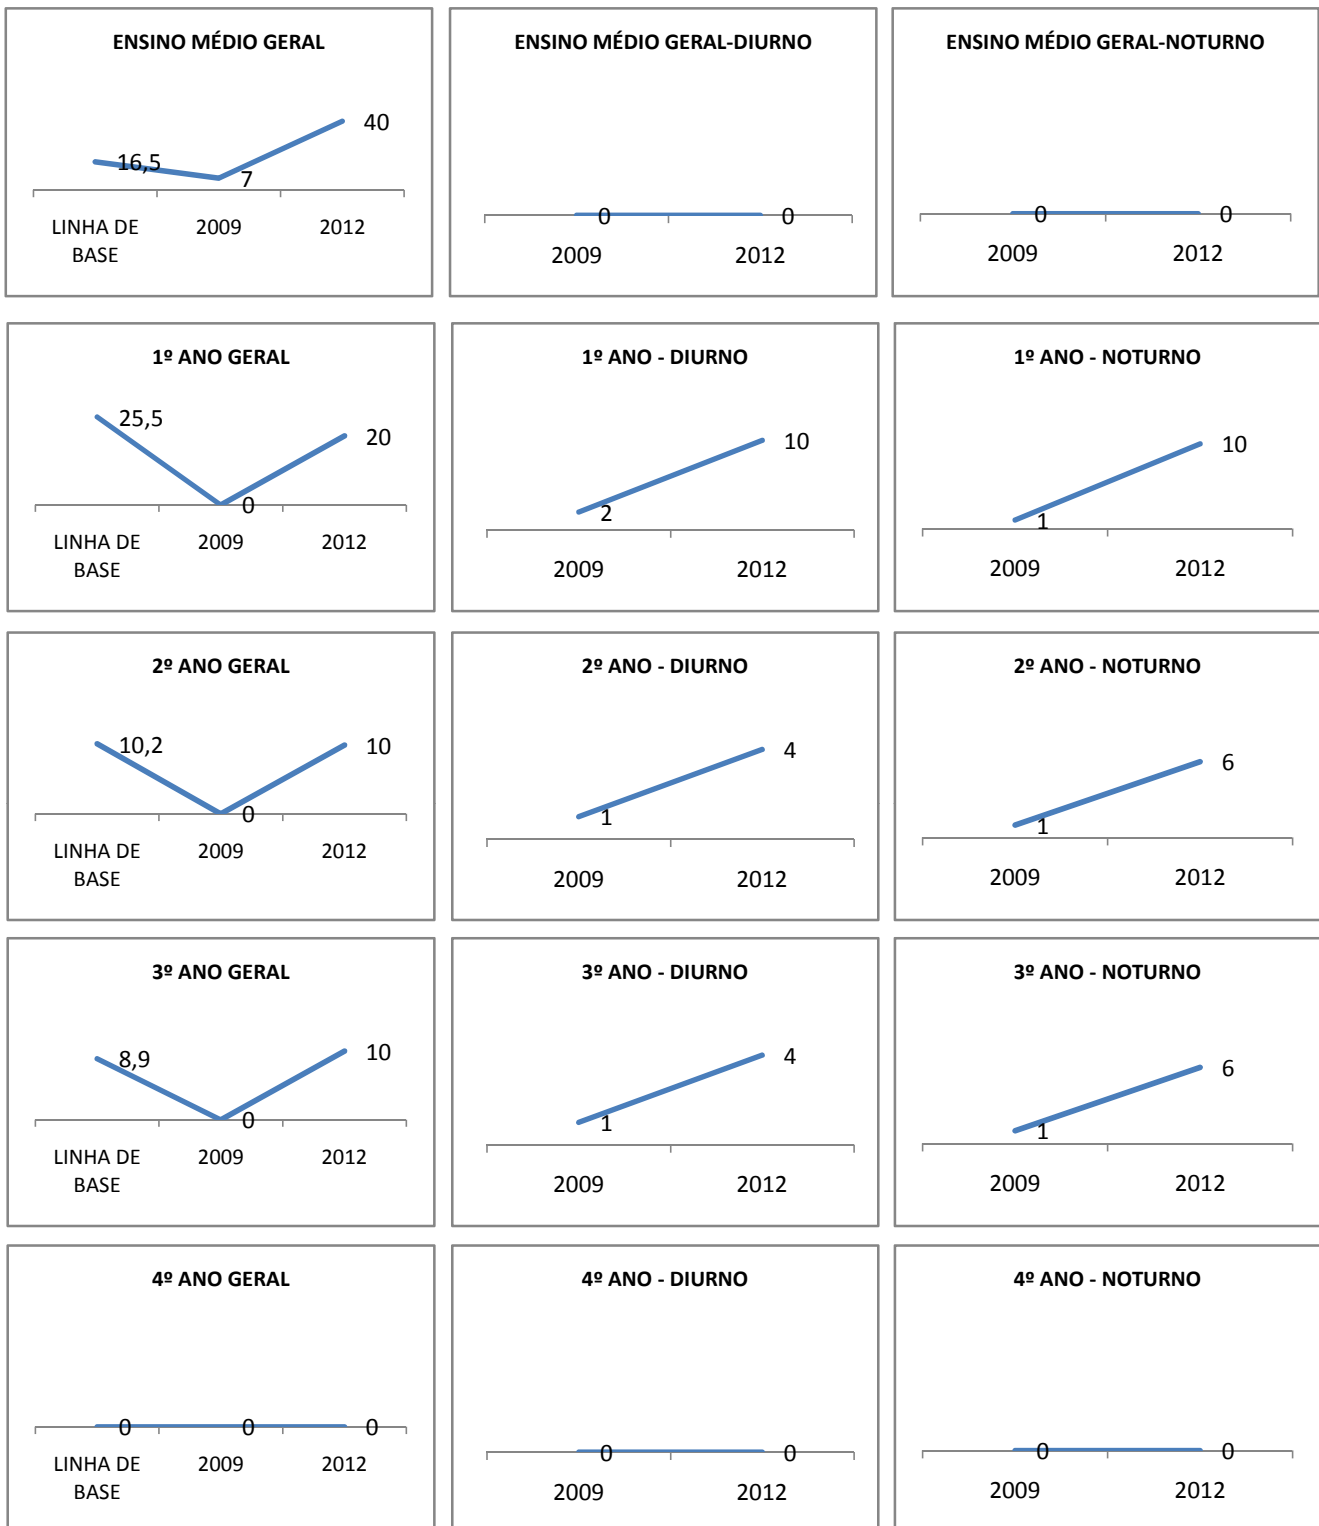 ENSINO MÉDIO GERAL
16,5
7
40
LINHA DE
BASE
2009
2012
ENSINO MÉDIO GERAL-DIURNO
0
0
2009
2012
ENSINO MÉDIO GERAL-NOTURNO
0
0
2009
2012
1º ANO GERAL
25,5
0
20
LINHA DE
BASE
2009
2012
1º ANO - DIURNO
2
10
2009
2012
1º ANO - NOTURNO
1
10
2009
2012
2º ANO GERAL
10,2
0
10
LINHA DE
BASE
2009
2012
2º ANO - DIURNO
1
4
2009
2012
2º ANO - NOTURNO
1
6
2009
2012
3º ANO GERAL
8,9
0
10
LINHA DE
BASE
2009
2012
3º ANO - DIURNO
1
4
2009
2012
3º ANO - NOTURNO
1
6
2009
2012
4º ANO GERAL
0
0
0
LINHA DE
BASE
2009
2012
4º ANO - DIURNO
0
0
2009
2012
4º ANO - NOTURNO
0
0
2009
2012